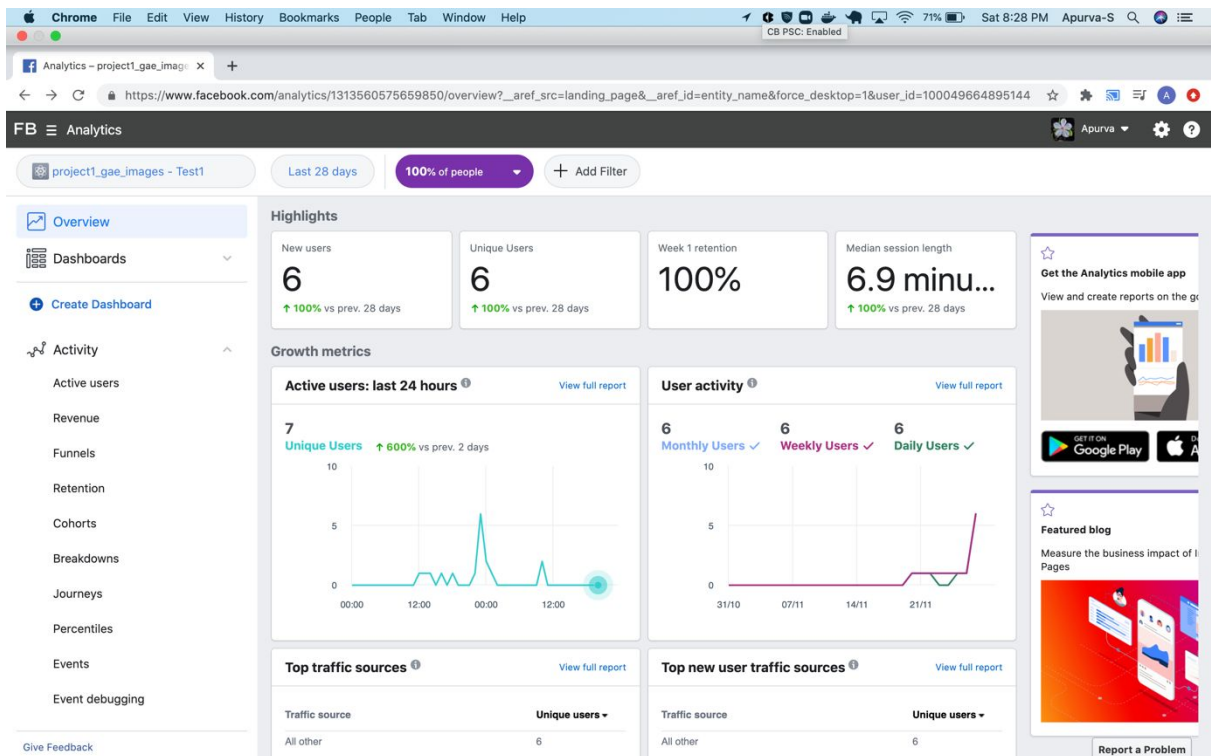 Chrome File Edit View History Bookmarks People Tab Window Help 71% Sat 8:28 PM Apurva-S
CB PSC: Enabled
Analytics – project1_gae_image
https://www.facebook.com/analytics/1313560575659850/overview?__aref_src=landing_page&__aref_id=entity_name&force_desktop=1&user_id=100049664895144
A
FB Analytics Apurva
project1_gae_images - Test1 Last 28 days 100% of people + Add Filter
Overview
Dashboards
Create Dashboard
Activity
Active users
Revenue
Funnels
Retention
Cohorts
Breakdowns
Journeys
Percentiles
Events
Event debugging
Give Feedback
Highlights
New users
6
↑ 100% vs prev. 28 days
Unique Users
6
↑ 100% vs prev. 28 days
Week 1 retention
100%
Median session length
6.9 minu...
↑ 100% vs prev. 28 days
Growth metrics
Active users: last 24 hours View full report
7
Unique Users ↑ 600% vs prev. 2 days
10
5
0
00:00 12:00 00:00 12:00
User activity View full report
6 6 6
Monthly Users ✓ Weekly Users ✓ Daily Users ✓
10
5
0
31/10 07/11 14/11 21/11
Top traffic sources View full report
Traffic source Unique users
All other 6
Top new user traffic sources View full report
Traffic source Unique users
All other 6
Get the Analytics mobile app
View and create reports on the go
GET IT ON
Google Play
Featured blog
Measure the business impact of
Pages
Report a Problem